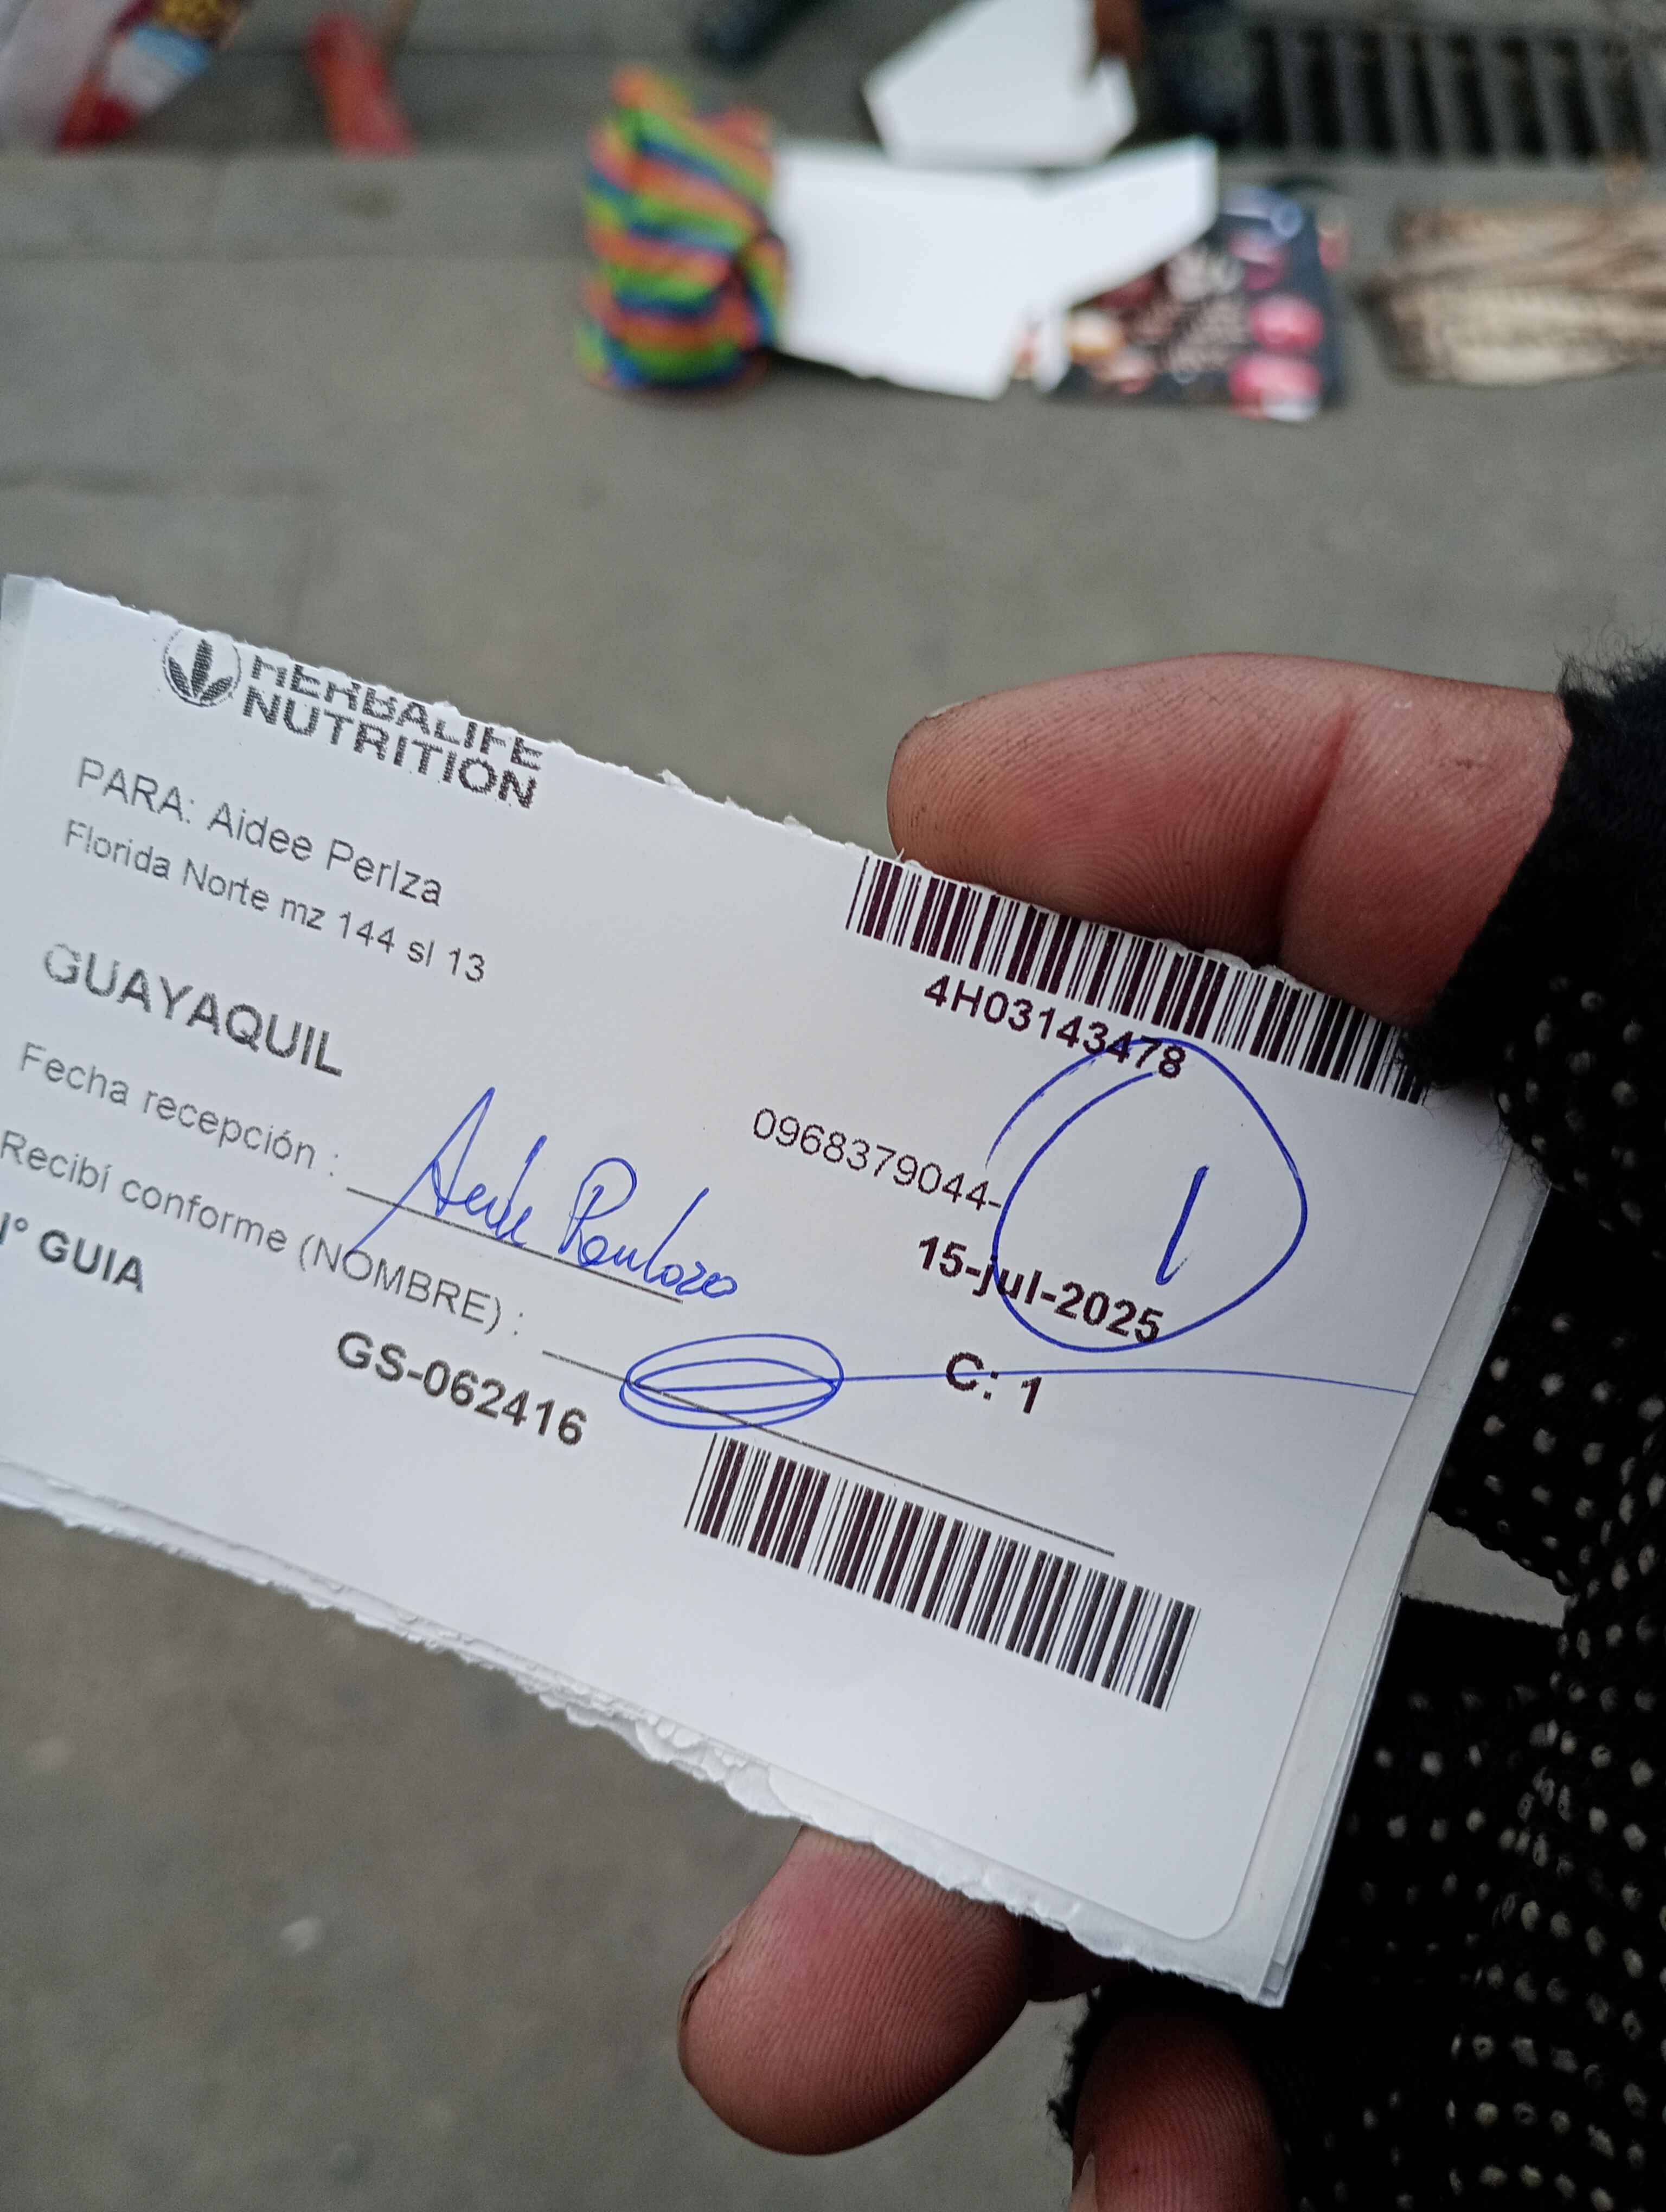 HERBALIFE
NUTRITION
PARA: Aidee Perlza
Florida Norte mz 144 sl 13
4H03143478
GUAYAQUIL
0968379044-
1
Fecha recepción :
15-jul-2025
Recibí conforme (NOMBRE) :
C: 1
N° GUIA
GS-062416